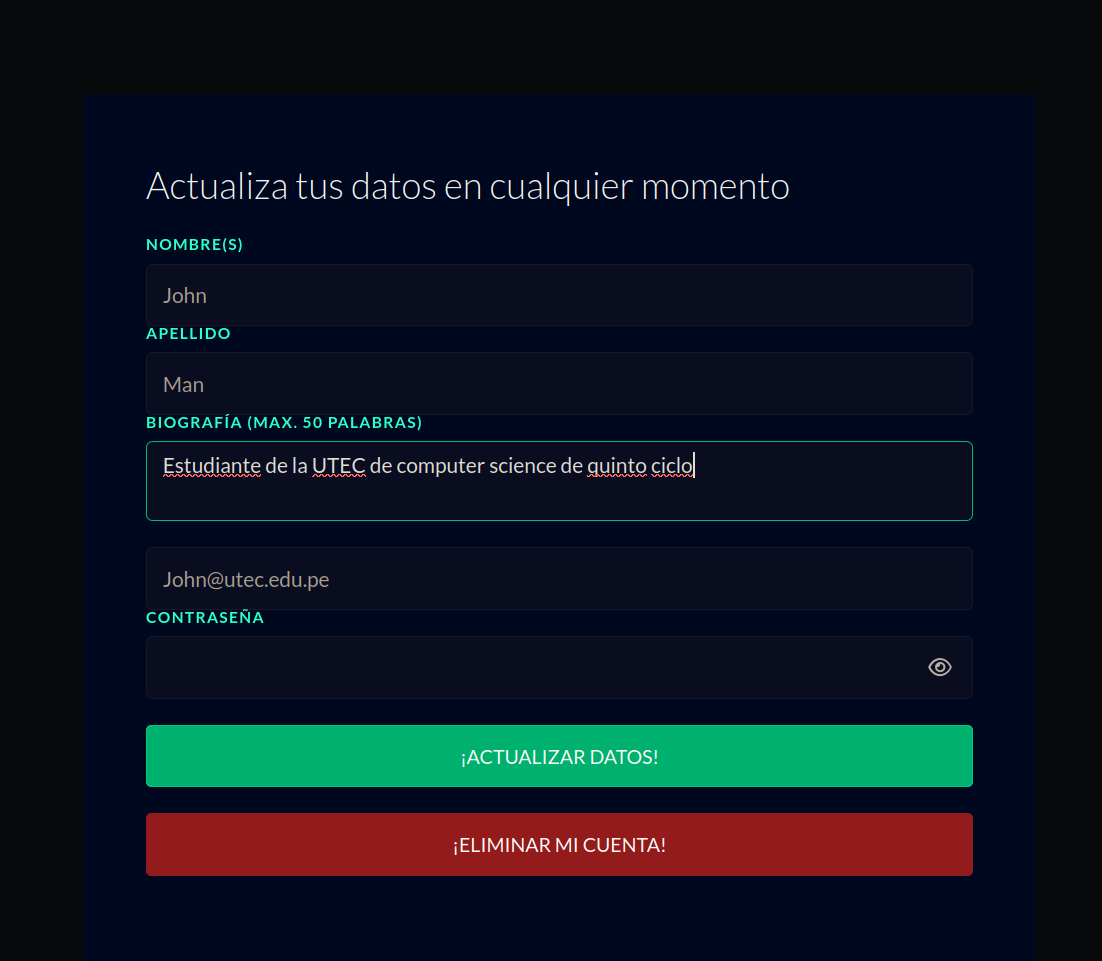 Actualiza tus datos en cualquier momento
NOMBRE(S)
John
APELLIDO
Man
BIOGRAFÍA (MAX. 50 PALABRAS)
Estudiante de la UTEC de computer science de quinto ciclo
John@utec.edu.pe
CONTRASEÑA
¡ACTUALIZAR DATOS!
¡ELIMINAR MI CUENTA!